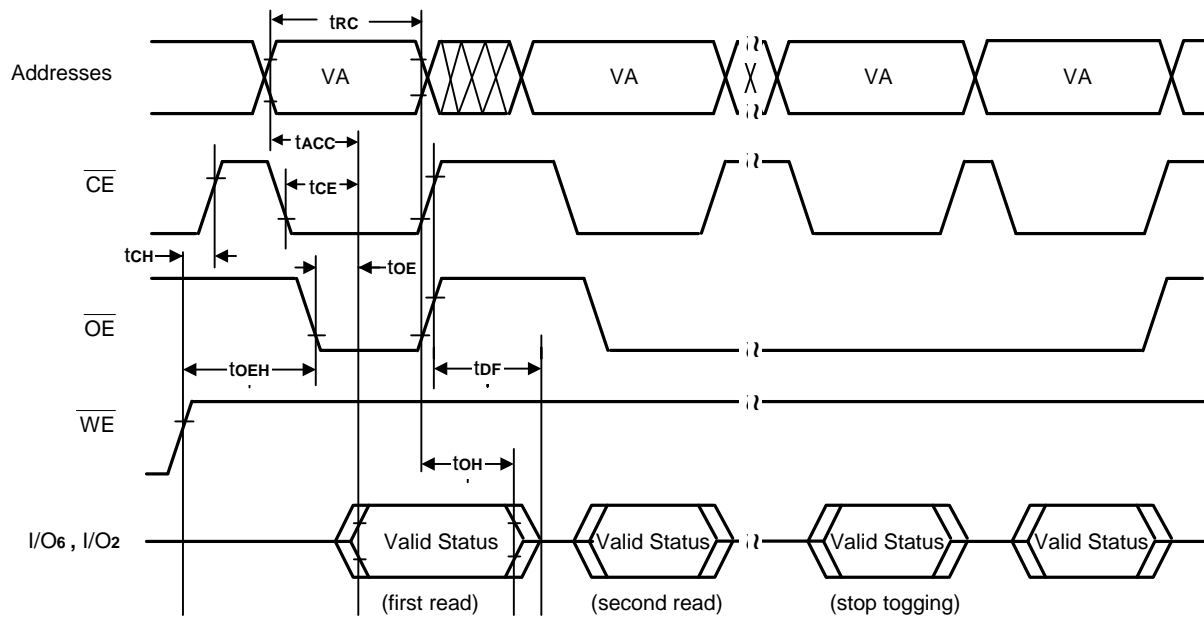 tRC
Addresses VA VA VA VA
tACC
CE
tCE
tCH
tOE
OE
tOEH tDF
WE
tOH
I/O6 , I/O2 Valid Status Valid Status Valid Status Valid Status
(first read) (second read) (stop togging)